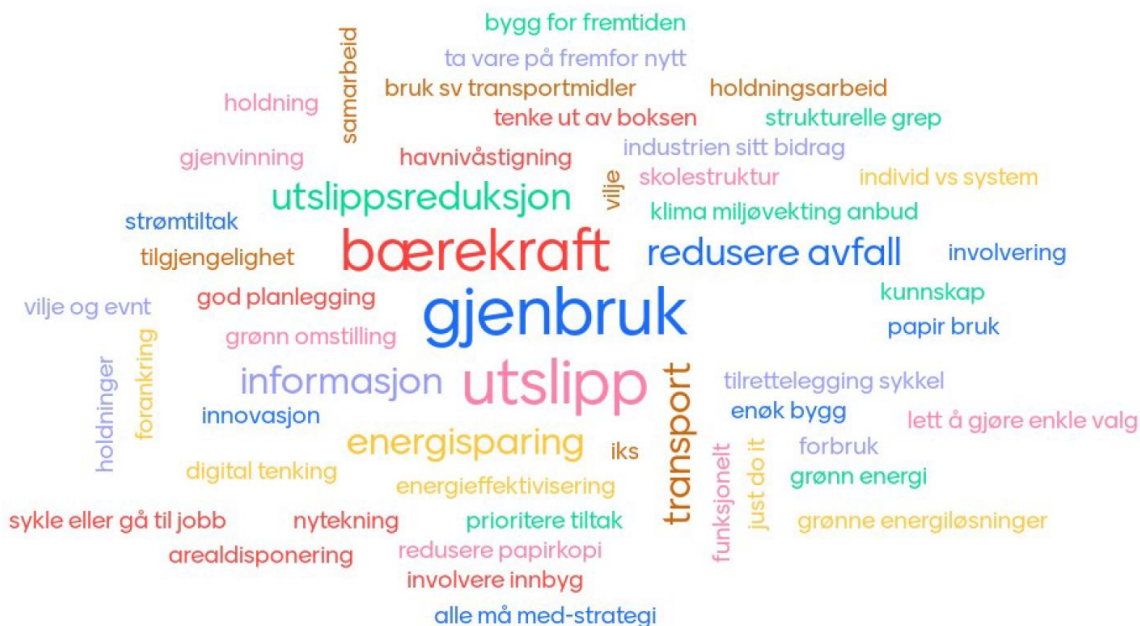 bygg for fremtiden
samarbeid
ta vare på fremfor nytt
bruk sv transportmidler
holdningsarbeid
holdning
tenke ut av boksen
strukturelle grep
gjenvinning
havnivåstigning
industrien sitt bidrag
utslippsreduksjon
vilje
skolestruktur
individ vs system
strømtiltak
klima miljøvekting anbud
tilgjengelighet
bærekraft
redusere avfall
involvering
vilje og evnt
god planlegging
gjenbruk
kunnskap
grønn omstilling
papir bruk
holdninger
forankring
informasjon
utslipp
transport
tilrettelegging sykkel
innovasjon
enøk bygg
lett å gjøre enkle valg
energisparing
iks
forbruk
digital tenking
energieffektivisering
funksjonelt
just do it
grønn energi
sykle eller gå til jobb
nytekning
prioritere tiltak
grønne energiløsninger
arealdisponering
redusere papirkopi
involvere innbyg
alle må med-strategi